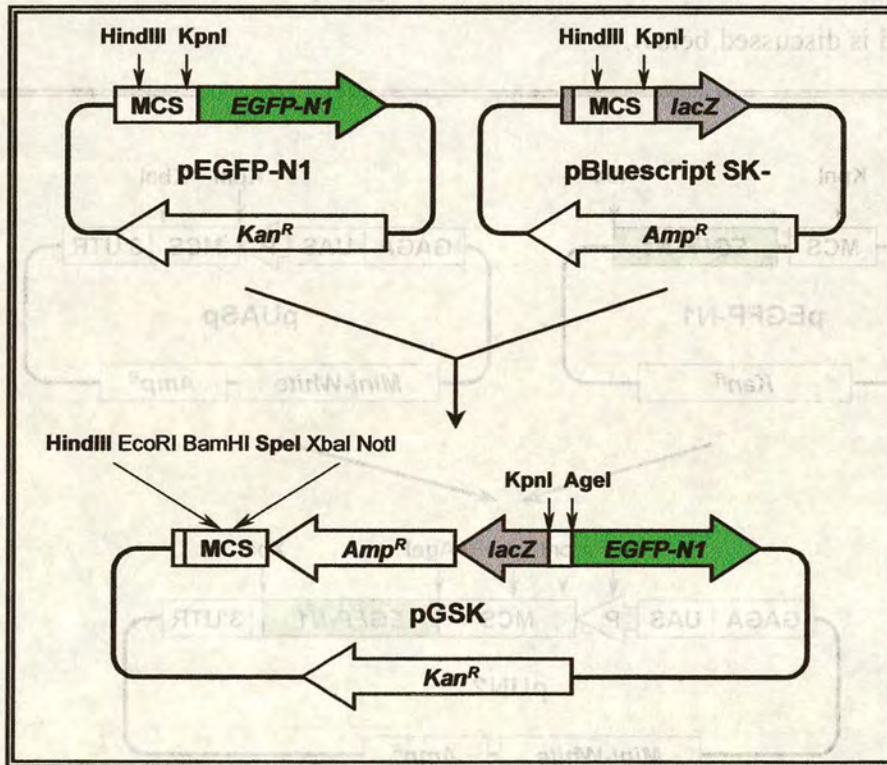 HindIII KpnI
MCS EGFP-N1
pEGFP-N1
Kan^R
HindIII KpnI
MCS lacZ
pBluescript SK-
Amp^R
HindIII EcoRI BamHI SpeI XbaI NotI
KpnI AgeI
MCS Amp^R lacZ EGFP-N1
pGSK
Kan^R